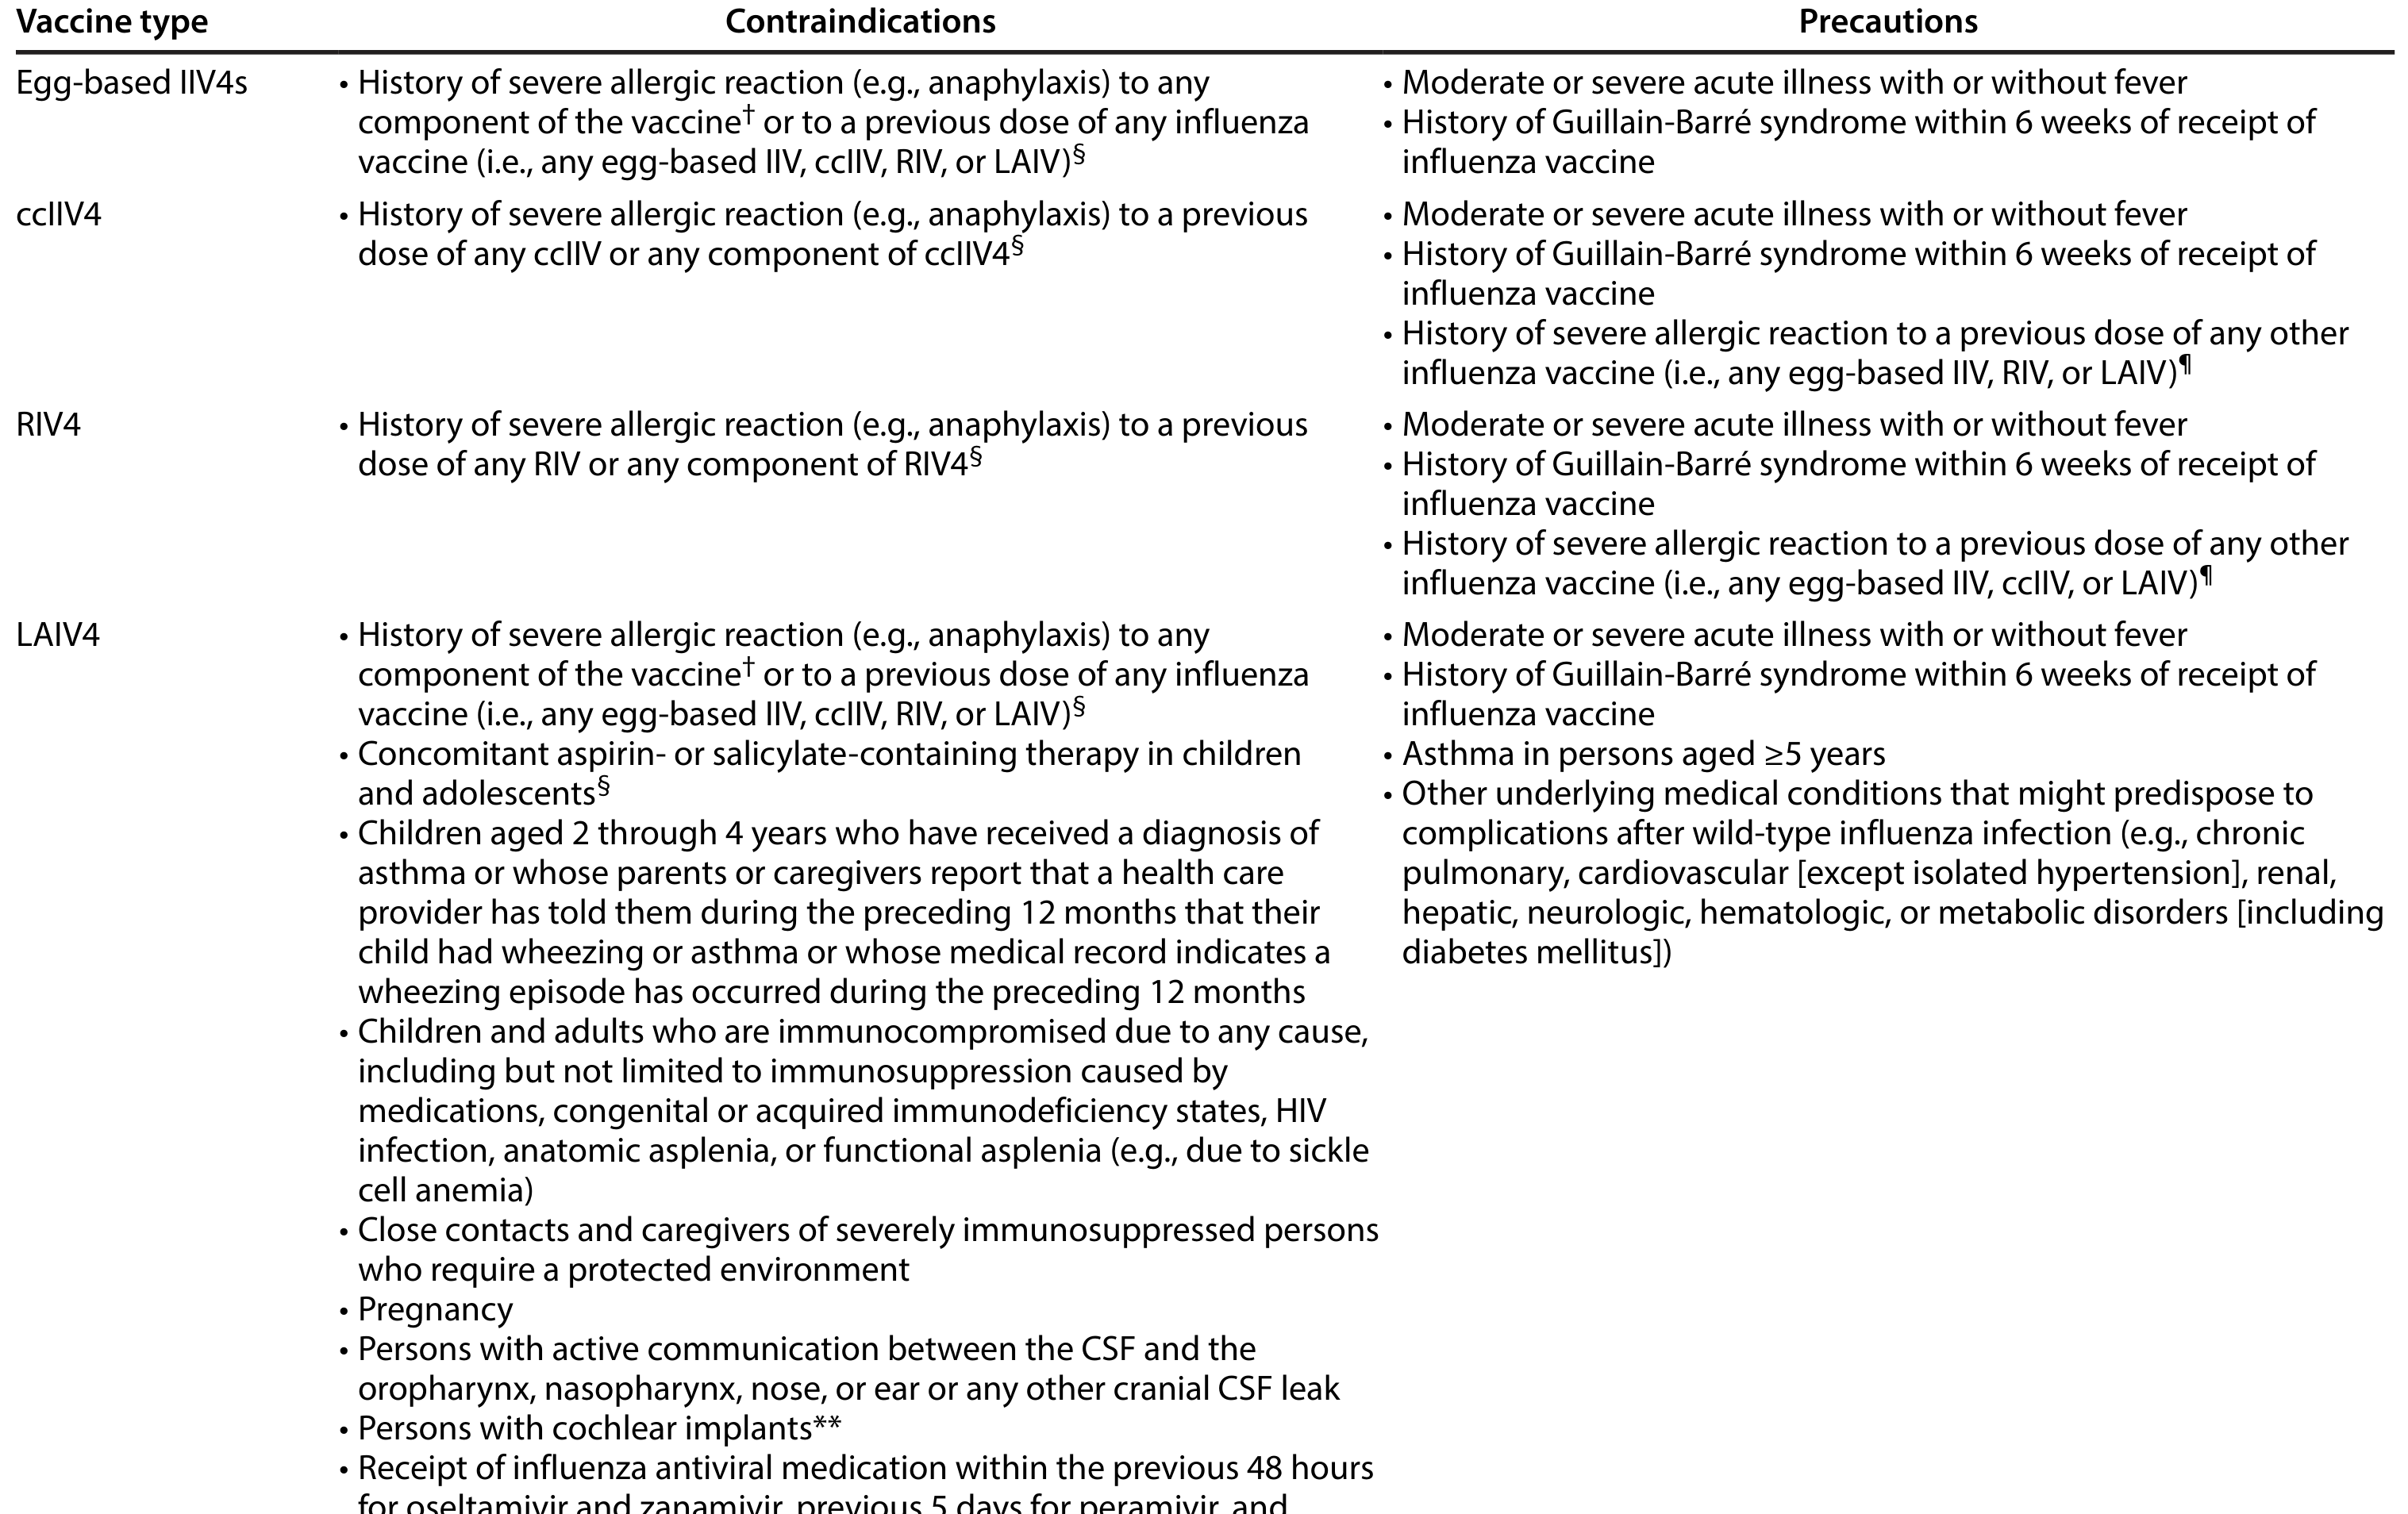 Vaccine type Contraindications Precautions
Egg-based IIV4s
• History of severe allergic reaction (e.g., anaphylaxis) to any
component of the vaccine† or to a previous dose of any influenza
vaccine (i.e., any egg-based IIV, ccIIV, RIV, or LAIV)§
• Moderate or severe acute illness with or without fever
• History of Guillain-Barré syndrome within 6 weeks of receipt of
influenza vaccine
ccIIV4
• History of severe allergic reaction (e.g., anaphylaxis) to a previous
dose of any ccIIV or any component of ccIIV4§
• Moderate or severe acute illness with or without fever
• History of Guillain-Barré syndrome within 6 weeks of receipt of
influenza vaccine
• History of severe allergic reaction to a previous dose of any other
influenza vaccine (i.e., any egg-based IIV, RIV, or LAIV)¶
RIV4
• History of severe allergic reaction (e.g., anaphylaxis) to a previous
dose of any RIV or any component of RIV4§
• Moderate or severe acute illness with or without fever
• History of Guillain-Barré syndrome within 6 weeks of receipt of
influenza vaccine
• History of severe allergic reaction to a previous dose of any other
influenza vaccine (i.e., any egg-based IIV, ccIIV, or LAIV)¶
LAIV4
• History of severe allergic reaction (e.g., anaphylaxis) to any
component of the vaccine† or to a previous dose of any influenza
vaccine (i.e., any egg-based IIV, ccIIV, RIV, or LAIV)§
• Concomitant aspirin- or salicylate-containing therapy in children
and adolescents§
• Children aged 2 through 4 years who have received a diagnosis of
asthma or whose parents or caregivers report that a health care
provider has told them during the preceding 12 months that their
child had wheezing or asthma or whose medical record indicates a
wheezing episode has occurred during the preceding 12 months
• Children and adults who are immunocompromised due to any cause,
including but not limited to immunosuppression caused by
medications, congenital or acquired immunodeficiency states, HIV
infection, anatomic asplenia, or functional asplenia (e.g., due to sickle
cell anemia)
• Close contacts and caregivers of severely immunosuppressed persons
who require a protected environment
• Pregnancy
• Persons with active communication between the CSF and the
oropharynx, nasopharynx, nose, or ear or any other cranial CSF leak
• Persons with cochlear implants**
• Receipt of influenza antiviral medication within the previous 48 hours
for oseltamivir and zanamivir, previous 5 days for peramivir, and
• Moderate or severe acute illness with or without fever
• History of Guillain-Barré syndrome within 6 weeks of receipt of
influenza vaccine
• Asthma in persons aged ≥5 years
• Other underlying medical conditions that might predispose to
complications after wild-type influenza infection (e.g., chronic
pulmonary, cardiovascular [except isolated hypertension], renal,
hepatic, neurologic, hematologic, or metabolic disorders [including
diabetes mellitus])